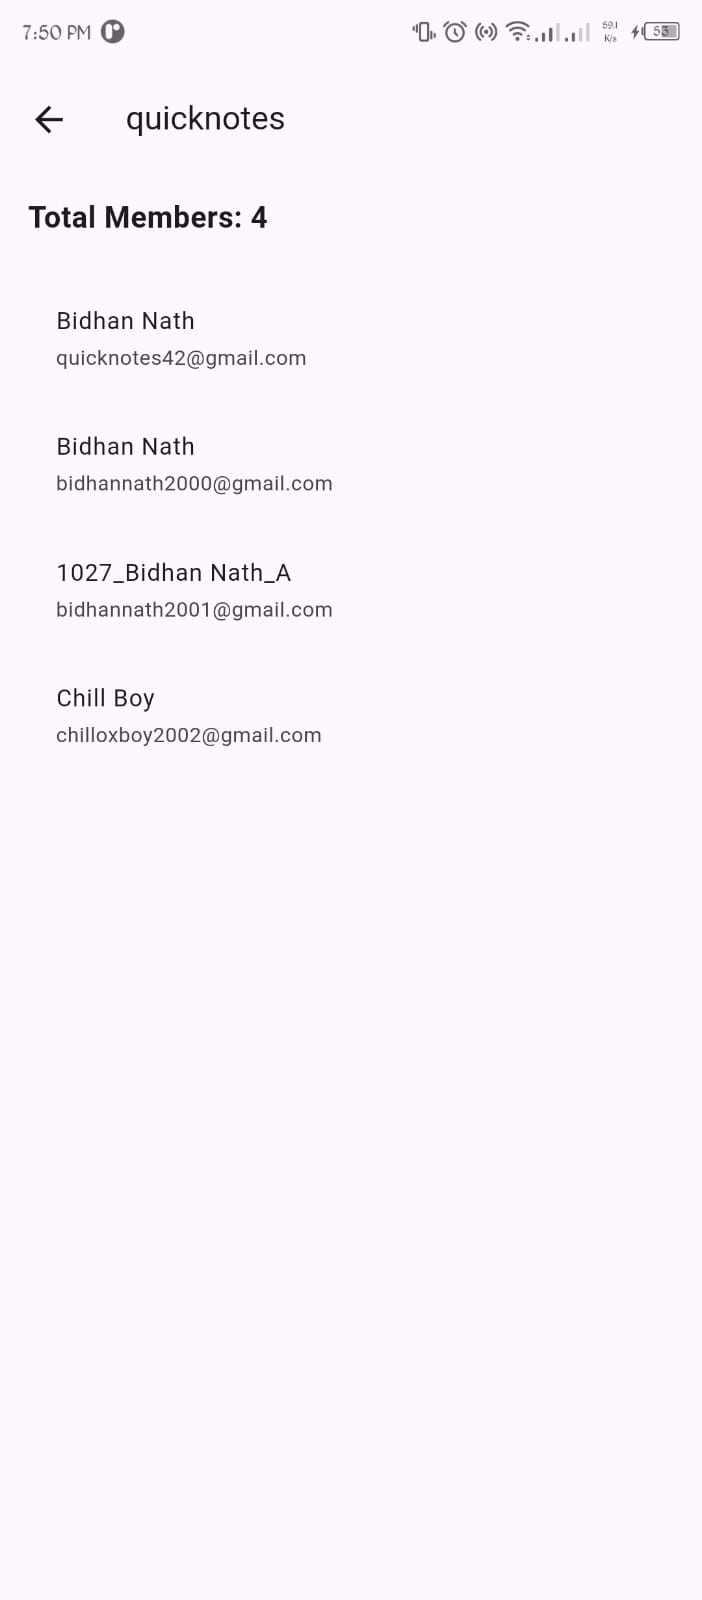 7:50 PM
59.1
K/s
53
quicknotes
Total Members: 4
Bidhan Nath
quicknotes42@gmail.com
Bidhan Nath
bidhannath2000@gmail.com
1027_Bidhan Nath_A
bidhannath2001@gmail.com
Chill Boy
chilloxboy2002@gmail.com